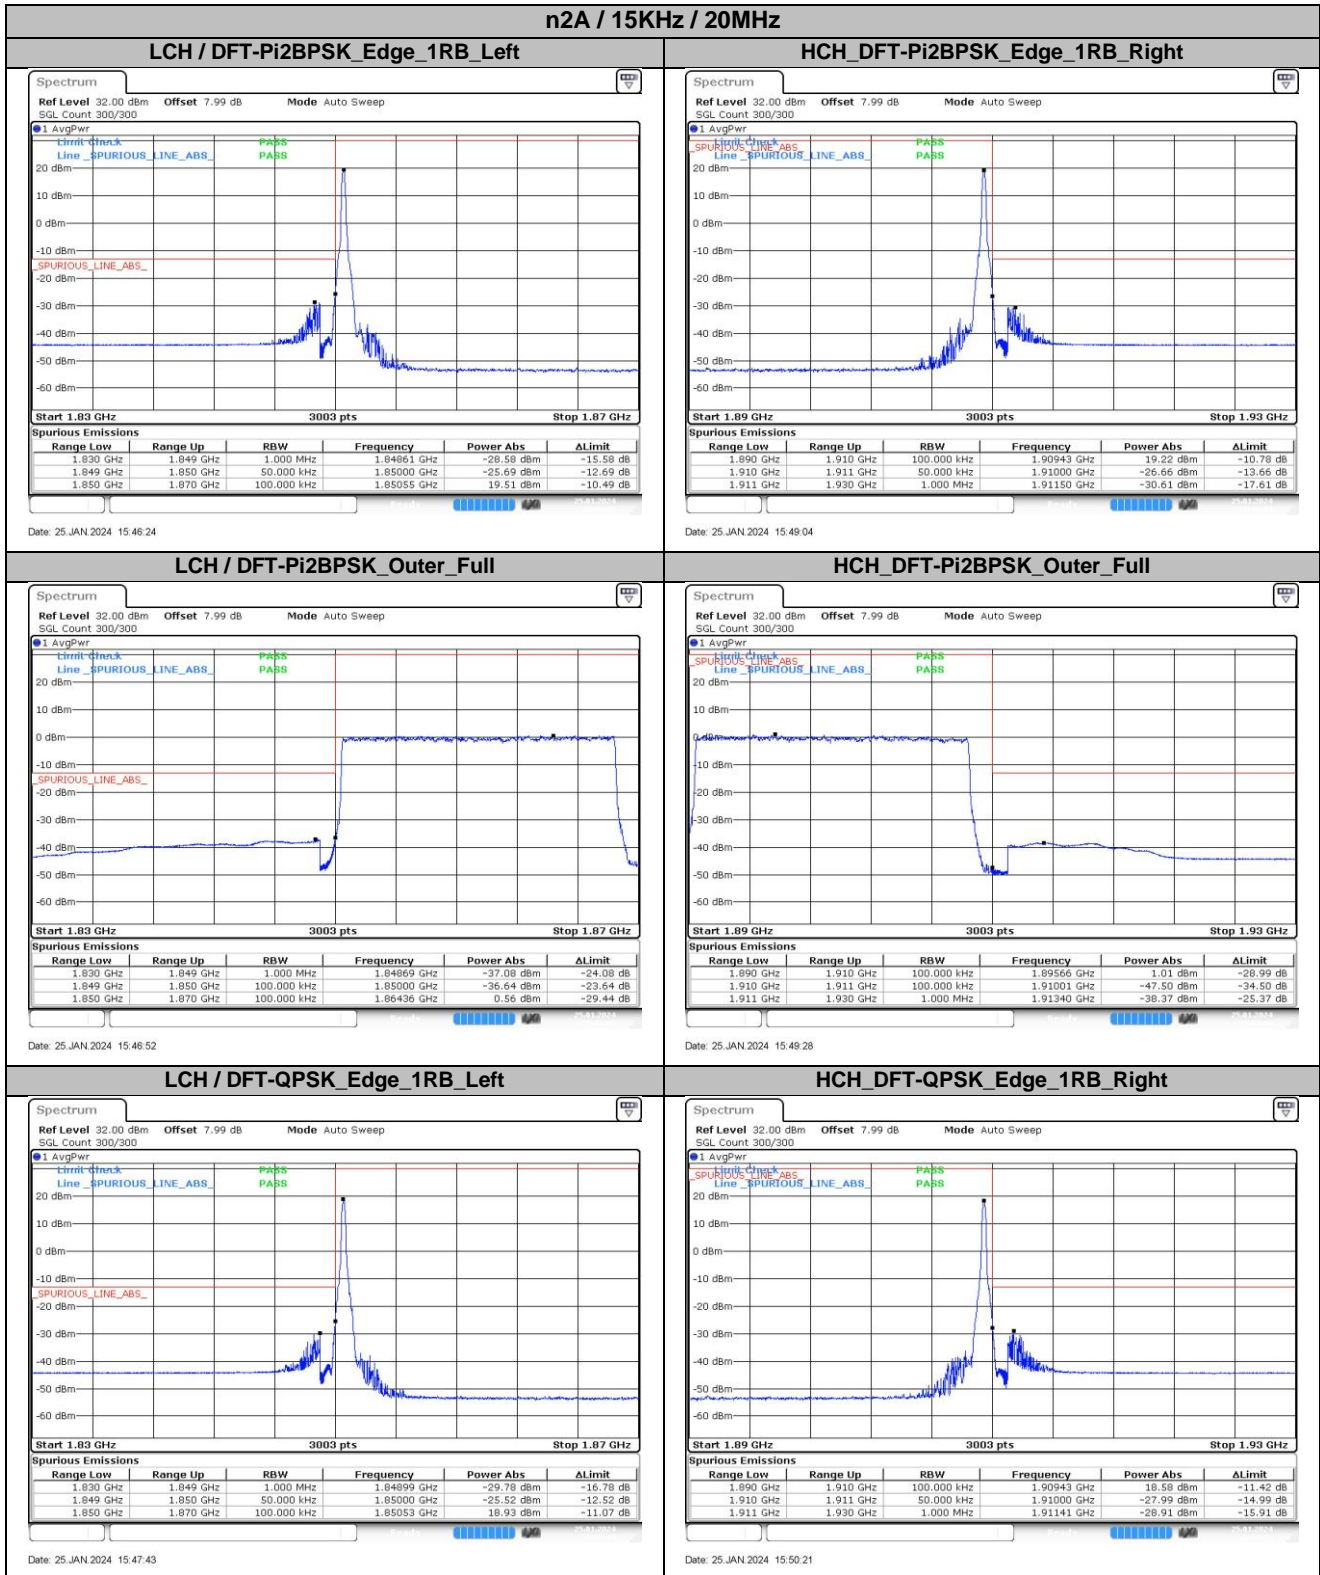 n2A / 15KHz / 20MHz
LCH / DFT-Pi2BPSK_Edge_1RB_Left
HCH_DFT-Pi2BPSK_Edge_1RB_Right
Spectrum
Ref Level 32.00 dBm Offset 7.99 dB Mode Auto Sweep
SGL Count 300/300
1 AvgPwr
Limit Check PASS
Line _SPURIOUS_LINE_ABS_ PASS
20 dBm
10 dBm
0 dBm
-10 dBm
_SPURIOUS_LINE_ABS_
-20 dBm
-30 dBm
-40 dBm
-50 dBm
-60 dBm
Start 1.83 GHz 3003 pts Stop 1.87 GHz
Spurious Emissions
Range Low Range Up RBW Frequency Power Abs ΔLimit
1.830 GHz 1.849 GHz 1.000 MHz 1.84861 GHz -28.58 dBm -15.58 dB
1.849 GHz 1.850 GHz 50.000 kHz 1.85000 GHz -25.69 dBm -12.69 dB
1.850 GHz 1.870 GHz 100.000 kHz 1.85055 GHz 19.51 dBm -10.49 dB
Date: 25.JAN.2024 15:46:24
Spectrum
Ref Level 32.00 dBm Offset 7.99 dB Mode Auto Sweep
SGL Count 300/300
1 AvgPwr
Limit Check PASS
_SPURIOUS_LINE_ABS_
Line _SPURIOUS_LINE_ABS_ PASS
20 dBm
10 dBm
0 dBm
-10 dBm
-20 dBm
-30 dBm
-40 dBm
-50 dBm
-60 dBm
Start 1.89 GHz 3003 pts Stop 1.93 GHz
Spurious Emissions
Range Low Range Up RBW Frequency Power Abs ΔLimit
1.890 GHz 1.910 GHz 100.000 kHz 1.90943 GHz 19.22 dBm -10.78 dB
1.910 GHz 1.911 GHz 50.000 kHz 1.91000 GHz -26.66 dBm -13.66 dB
1.911 GHz 1.930 GHz 1.000 MHz 1.91150 GHz -30.61 dBm -17.61 dB
Date: 25.JAN.2024 15:49:04
LCH / DFT-Pi2BPSK_Outer_Full
HCH_DFT-Pi2BPSK_Outer_Full
Spectrum
Ref Level 32.00 dBm Offset 7.99 dB Mode Auto Sweep
SGL Count 300/300
1 AvgPwr
Limit Check PASS
Line _SPURIOUS_LINE_ABS_ PASS
20 dBm
10 dBm
0 dBm
-10 dBm
_SPURIOUS_LINE_ABS_
-20 dBm
-30 dBm
-40 dBm
-50 dBm
-60 dBm
Start 1.83 GHz 3003 pts Stop 1.87 GHz
Spurious Emissions
Range Low Range Up RBW Frequency Power Abs ΔLimit
1.830 GHz 1.849 GHz 1.000 MHz 1.84869 GHz -37.08 dBm -24.08 dB
1.849 GHz 1.850 GHz 100.000 kHz 1.85000 GHz -36.64 dBm -23.64 dB
1.850 GHz 1.870 GHz 100.000 kHz 1.86436 GHz 0.56 dBm -29.44 dB
Date: 25.JAN.2024 15:46:52
Spectrum
Ref Level 32.00 dBm Offset 7.99 dB Mode Auto Sweep
SGL Count 300/300
1 AvgPwr
Limit Check PASS
_SPURIOUS_LINE_ABS_
Line _SPURIOUS_LINE_ABS_ PASS
20 dBm
10 dBm
0 dBm
-10 dBm
-20 dBm
-30 dBm
-40 dBm
-50 dBm
-60 dBm
Start 1.89 GHz 3003 pts Stop 1.93 GHz
Spurious Emissions
Range Low Range Up RBW Frequency Power Abs ΔLimit
1.890 GHz 1.910 GHz 100.000 kHz 1.89566 GHz 1.01 dBm -28.99 dB
1.910 GHz 1.911 GHz 100.000 kHz 1.91001 GHz -47.50 dBm -34.50 dB
1.911 GHz 1.930 GHz 1.000 MHz 1.91340 GHz -38.37 dBm -25.37 dB
Date: 25.JAN.2024 15:49:28
LCH / DFT-QPSK_Edge_1RB_Left
HCH_DFT-QPSK_Edge_1RB_Right
Spectrum
Ref Level 32.00 dBm Offset 7.99 dB Mode Auto Sweep
SGL Count 300/300
1 AvgPwr
Limit Check PASS
Line _SPURIOUS_LINE_ABS_ PASS
20 dBm
10 dBm
0 dBm
-10 dBm
_SPURIOUS_LINE_ABS_
-20 dBm
-30 dBm
-40 dBm
-50 dBm
-60 dBm
Start 1.83 GHz 3003 pts Stop 1.87 GHz
Spurious Emissions
Range Low Range Up RBW Frequency Power Abs ΔLimit
1.830 GHz 1.849 GHz 1.000 MHz 1.84899 GHz -29.78 dBm -16.78 dB
1.849 GHz 1.850 GHz 50.000 kHz 1.85000 GHz -25.52 dBm -12.52 dB
1.850 GHz 1.870 GHz 100.000 kHz 1.85053 GHz 18.93 dBm -11.07 dB
Date: 25.JAN.2024 15:47:43
Spectrum
Ref Level 32.00 dBm Offset 7.99 dB Mode Auto Sweep
SGL Count 300/300
1 AvgPwr
Limit Check PASS
_SPURIOUS_LINE_ABS_
Line _SPURIOUS_LINE_ABS_ PASS
20 dBm
10 dBm
0 dBm
-10 dBm
-20 dBm
-30 dBm
-40 dBm
-50 dBm
-60 dBm
Start 1.89 GHz 3003 pts Stop 1.93 GHz
Spurious Emissions
Range Low Range Up RBW Frequency Power Abs ΔLimit
1.890 GHz 1.910 GHz 100.000 kHz 1.90943 GHz 18.58 dBm -11.42 dB
1.910 GHz 1.911 GHz 50.000 kHz 1.91000 GHz -27.99 dBm -14.99 dB
1.911 GHz 1.930 GHz 1.000 MHz 1.91141 GHz -28.91 dBm -15.91 dB
Date: 25.JAN.2024 15:50:21